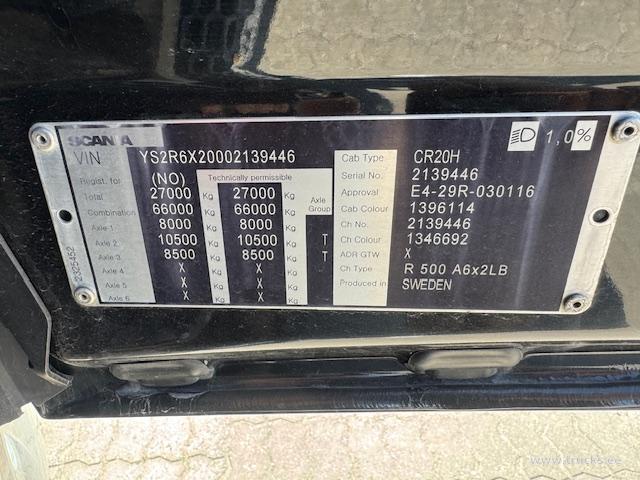 SCANIA
VIN YS2R6X20002139446
Regist. for (NO) Technically permissible
Total 27000 Kg 27000 Kg
Combination 66000 Kg 66000 Kg Axle Group
Axle 1 8000 Kg 8000 Kg
Axle 2 10500 Kg 10500 Kg T
Axle 3 8500 Kg 8500 Kg T
Axle 4 X Kg X Kg
Axle 5 X Kg X Kg
Axle 6 X Kg X Kg
2325452
1,0%
Cab Type CR20H
Serial No. 2139446
Approval E4-29R-030116
Cab Colour 1396114
Ch No. 2139446
Ch Colour 1346692
ADR GTW X
Ch Type R 500 A6x2LB
Produced in SWEDEN
www.trucks.ee